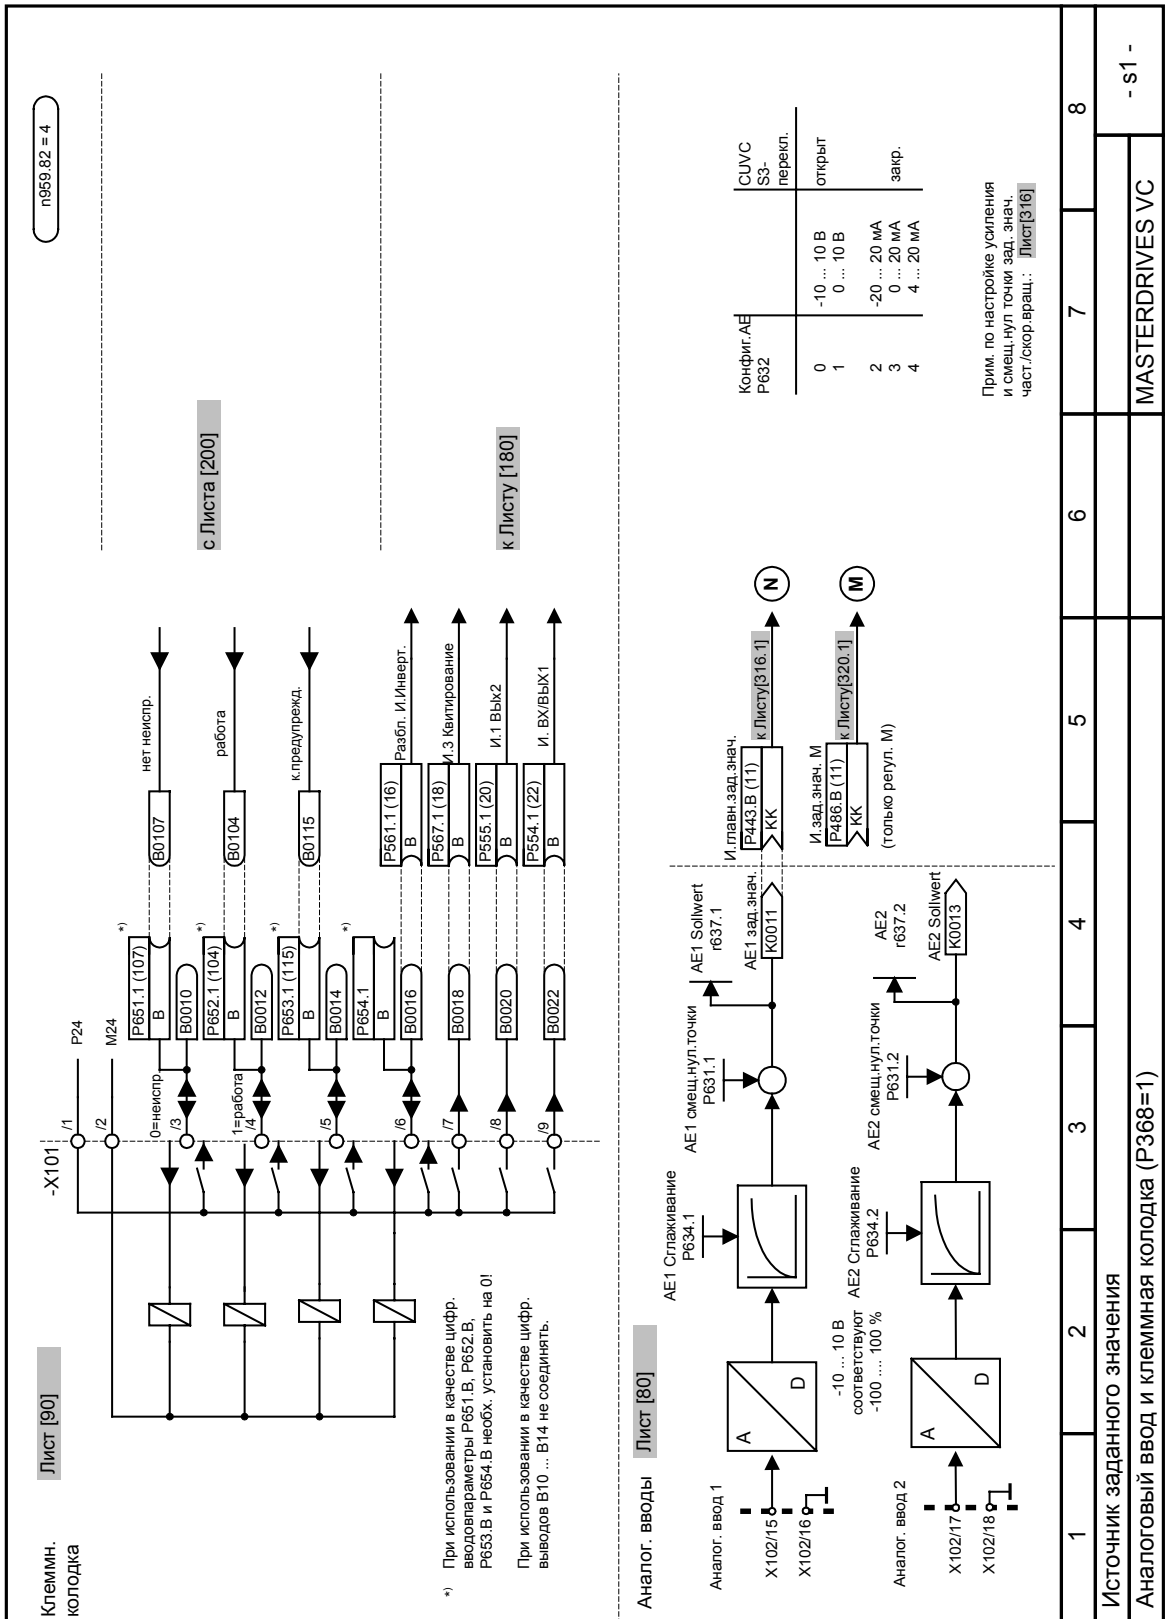 n959.82 = 4
Клеммн.
колодка
Лист [90]
-X101
/1
P24
/2
M24
0=неиспр.
/3
P651.1 (107)
B
*)
B0010
B0107
нет неиспр.
1=работа
/4
P652.1 (104)
B
*)
B0012
B0104
работа
/5
P653.1 (115)
B
*)
B0014
B0115
к.предупрежд.
с Листа [200]
/6
P654.1
B
*)
B0016
P561.1 (16)
B
Разбл. И.Инверт.
/7
B0018
P567.1 (18)
B
И.3 Квитирование
/8
B0020
P555.1 (20)
B
И.1 ВЫх2
/9
B0022
P554.1 (22)
B
И. ВХ/ВЫХ1
к Листу [180]
*) При использовании в качестве цифр.
вводовпараметры P651.B, P652.B,
P653.B и P654.B необх. установить на 0!
При использовании в качестве цифр.
выводов B10 ... B14 не соединять.
Аналог. вводы
Лист [80]
Аналог. ввод 1
X102/15
X102/16
A
D
-10 ... 10 В
соответствуют
-100 .... 100 %
AE1 Сглаживание
P634.1
AE1 смещ.нул.точки
P631.1
AE1 Sollwert
r637.1
AE1 зад.знач.
K0011
И.главн.зад.знач.
P443.B (11)
KK
к Листу[316.1]
N
Аналог. ввод 2
X102/17
X102/18
A
D
AE2 Сглаживание
P634.2
AE2 смещ.нул.точки
P631.2
AE2
r637.2
AE2 Sollwert
K0013
И.зад.знач. M
P486.B (11)
KK
(только регул. M)
к Листу[320.1]
M
Конфиг.AE
P632
CUVC
S3-
перекл.
0 -10 ... 10 В открыт
1 0 ... 10 В
2 -20 ... 20 мА
3 0 ... 20 мА закр.
4 4 ... 20 мА
Прим. по настройке усиления
и смещ.нул точки зад. знач.
част./скор.вращ.: Лист[316]
1 2 3 4 5 6 7 8
Источник заданного значения
Аналоговый ввод и клеммная колодка (P368=1)
MASTERDRIVES VC
- s1 -